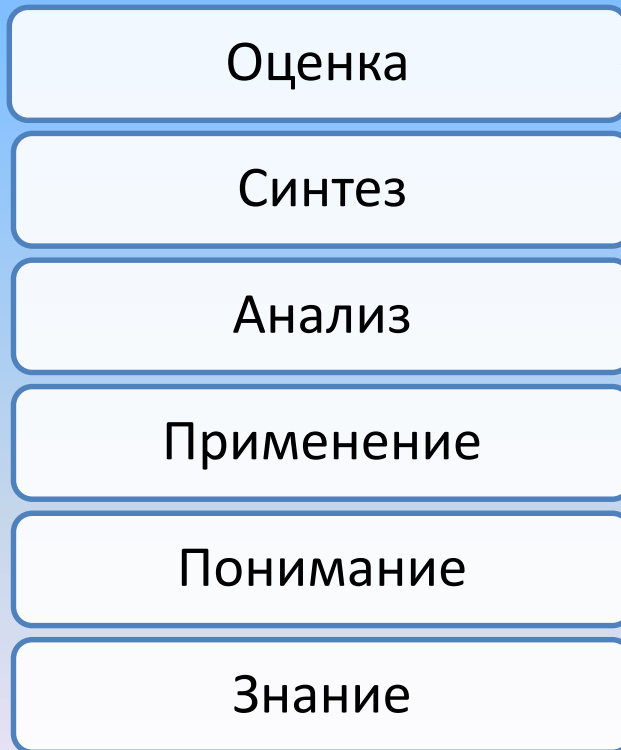 Оценка
Синтез
Анализ
Применение
Понимание
Знание